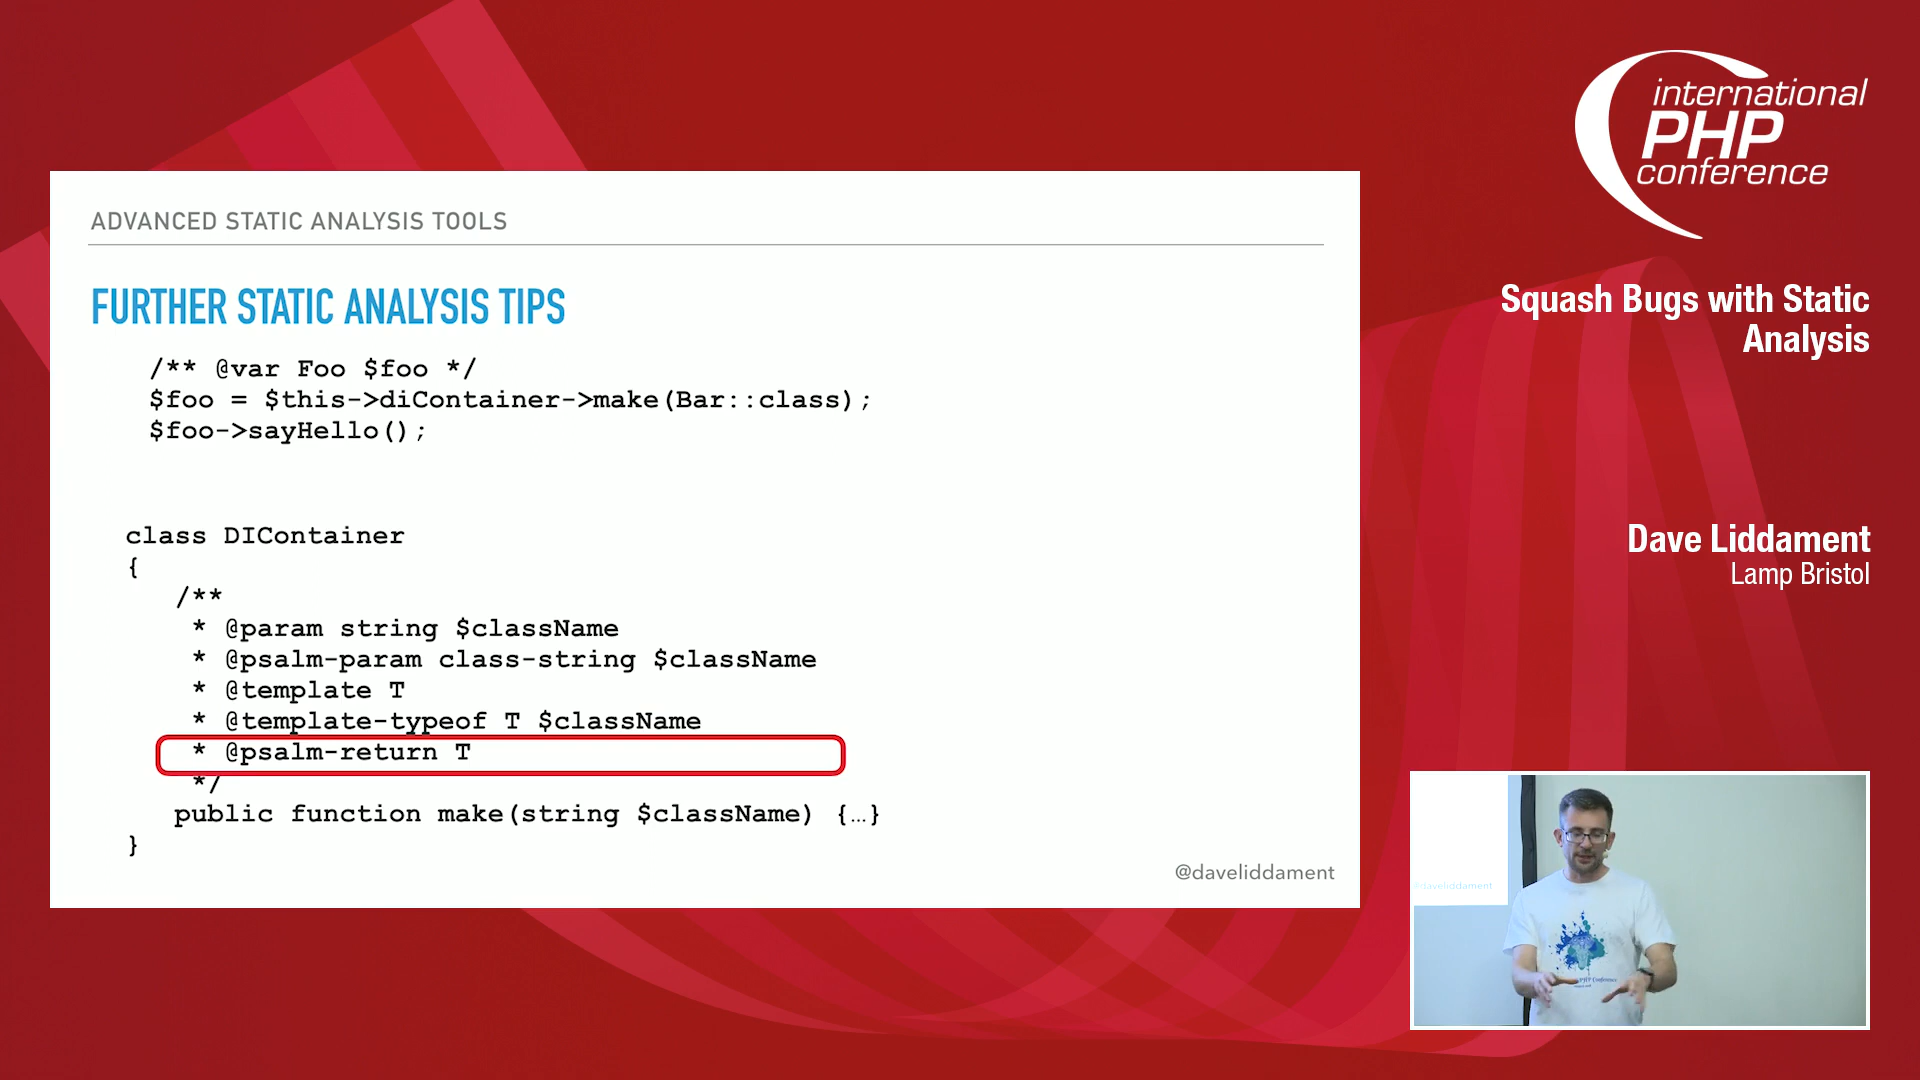 ADVANCED STATIC ANALYSIS TOOLS
FURTHER STATIC ANALYSIS TIPS
/** @var Foo $foo */
$foo = $this->diContainer->make(Bar::class);
$foo->sayHello();
class DIContainer
{
/**
* @param string $className
* @psalm-param class-string $className
* @template T
* @template-typeof T $className
* @psalm-return T
*/
public function make(string $className) {…}
}
@daveliddament
international
PHP
conference
Squash Bugs with Static
Analysis
Dave Liddament
Lamp Bristol
@daveliddament